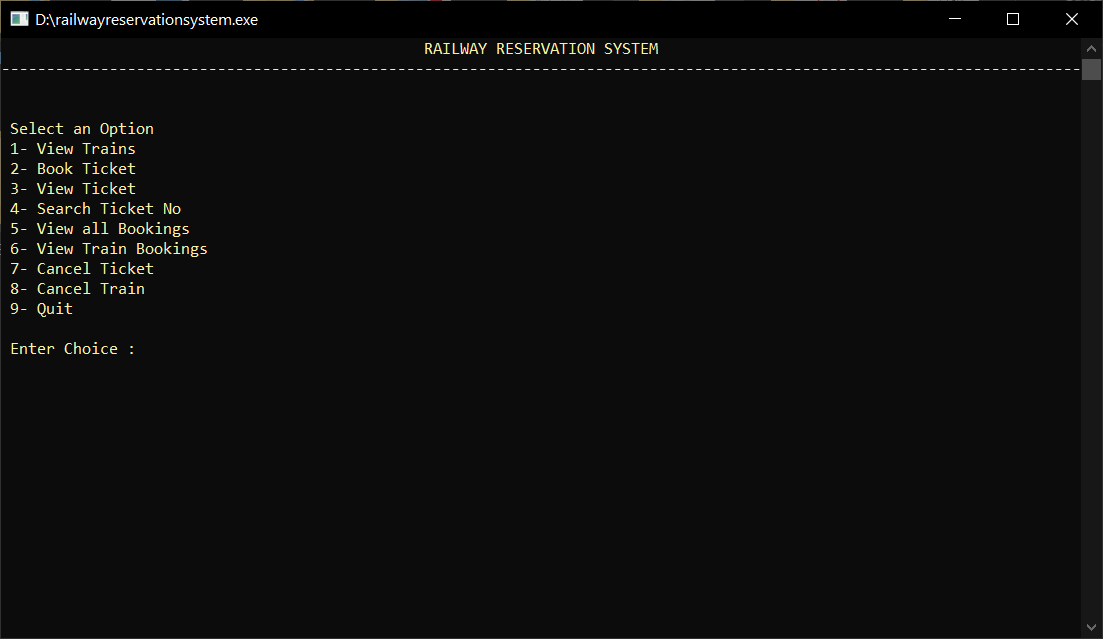 D:\railwayreservationsystem.exe
RAILWAY RESERVATION SYSTEM
------------------------------------------------------------------------------------------------------------------------
Select an Option
1- View Trains
2- Book Ticket
3- View Ticket
4- Search Ticket No
5- View all Bookings
6- View Train Bookings
7- Cancel Ticket
8- Cancel Train
9- Quit
Enter Choice :